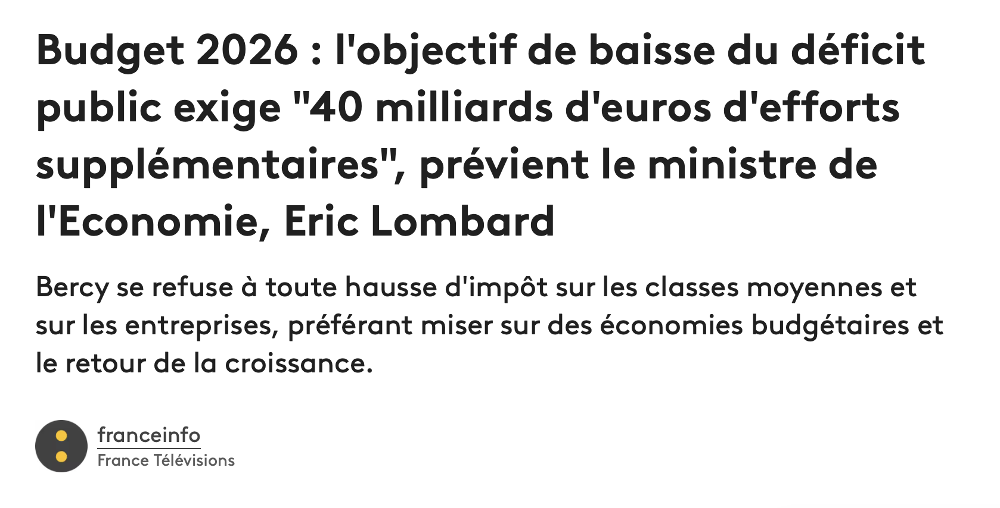 Budget 2026 : l'objectif de baisse du déficit
public exige "40 milliards d'euros d'efforts
supplémentaires", prévient le ministre de
l'Economie, Eric Lombard
Bercy se refuse à toute hausse d'impôt sur les classes moyennes et
sur les entreprises, préférant miser sur des économies budgétaires et
le retour de la croissance.
franceinfo
France Télévisions